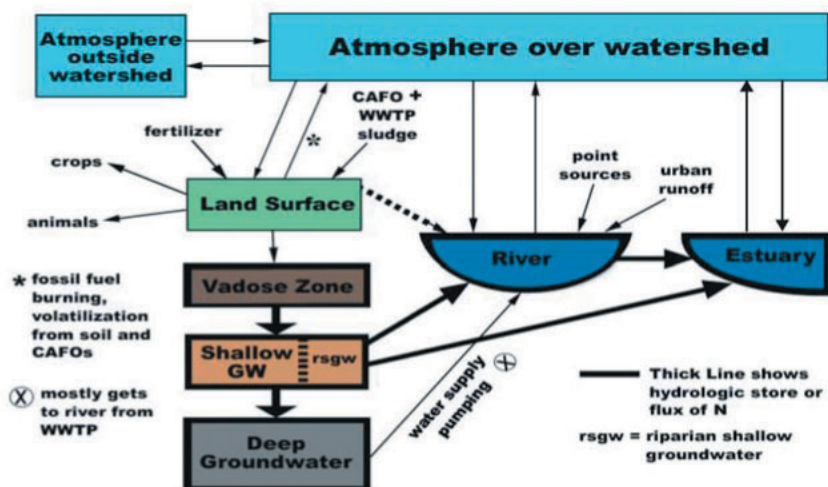 Atmosphere
outside
watershed
Atmosphere over watershed
fertilizer
*
CAFO +
WWTP
sludge
crops
animals
Land Surface
point
sources
urban
runoff
River
Estuary
* fossil fuel
burning,
volatilization
from soil and
CAFOs
Vadose Zone
Shallow
GW
rsgw
X mostly gets
to river from
WWTP
Deep
Groundwater
water supply X
pumping
Thick Line shows
hydrologic store or
flux of N
rsgw = riparian shallow
groundwater